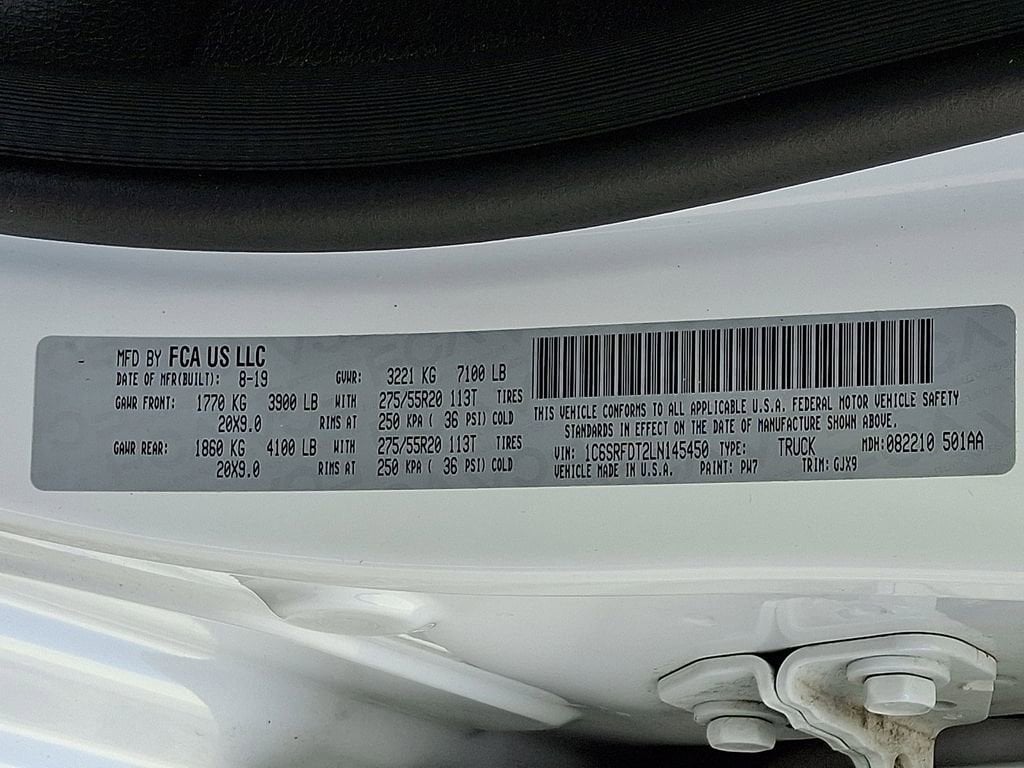 MFD BY FCA US LLC
DATE OF MFR(BUILT): 8-19 GVWR: 3221 KG 7100 LB
GAWR FRONT: 1770 KG 3900 LB WITH 275/55R20 113T TIRES
20X9.0 RIMS AT 250 KPA ( 36 PSI) COLD
GAWR REAR: 1860 KG 4100 LB WITH 275/55R20 113T TIRES
20X9.0 RIMS AT 250 KPA ( 36 PSI) COLD
THIS VEHICLE CONFORMS TO ALL APPLICABLE U.S.A. FEDERAL MOTOR VEHICLE SAFETY
STANDARDS IN EFFECT ON THE DATE OF MANUFACTURE SHOWN ABOVE.
VIN: 1C6SRFDT2LN145450 TYPE: TRUCK MDH: 082210 501AA
VEHICLE MADE IN U.S.A. PAINT: PW7 TRIM: GJX9